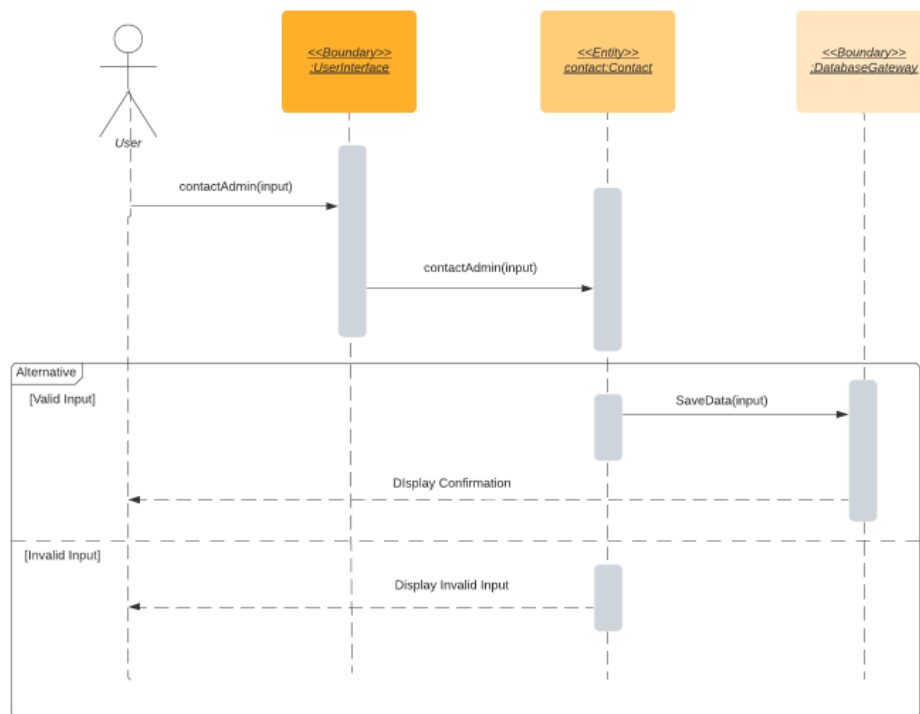 <<Boundary>>
:UserInterface
<<Entity>>
contact:Contact
<<Boundary>>
:DatabaseGateway
User
contactAdmin(input)
contactAdmin(input)
Alternative
[Valid Input]
SaveData(input)
DIsplay Confirmation
[Invalid Input]
Display Invalid Input